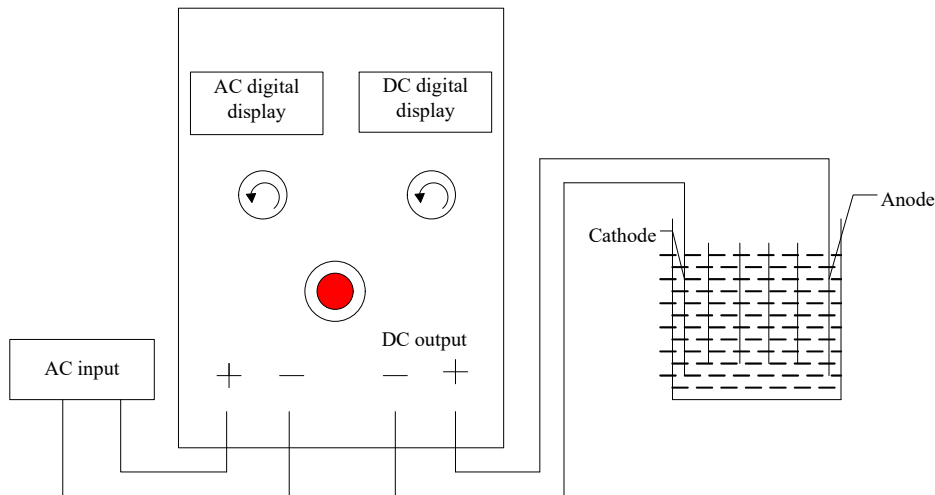 AC digital
display
DC digital
display
Anode
Cathode
DC output
AC input
+ — — +